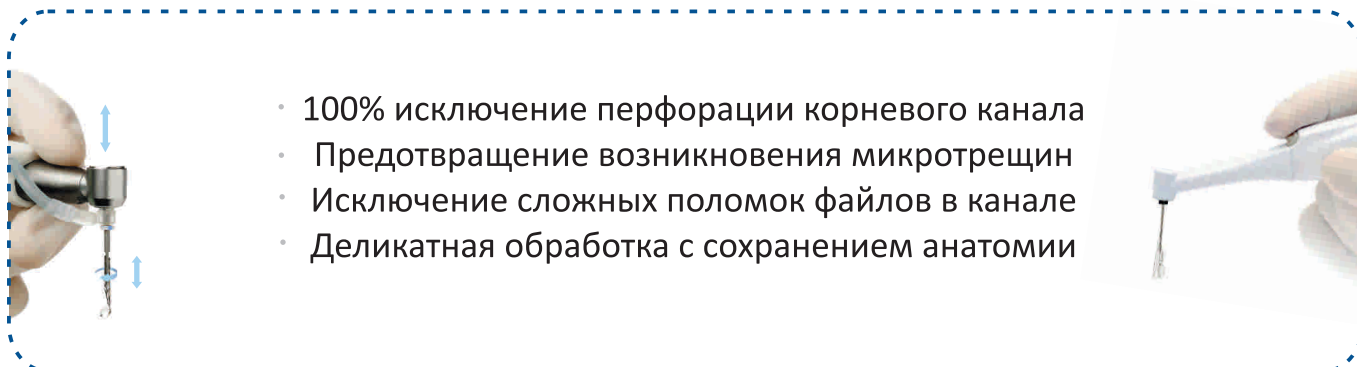 · 100% исключение перфорации корневого канала
· Предотвращение возникновения микротрещин
· Исключение сложных поломок файлов в канале
· Деликатная обработка с сохранением анатомии